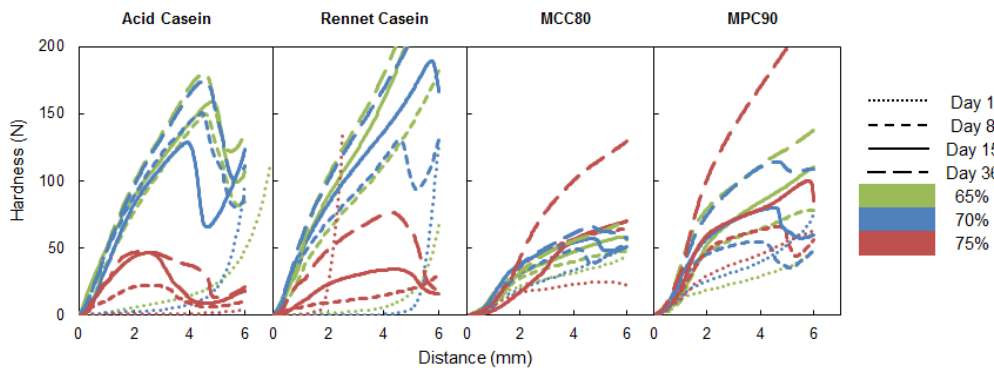 Acid Casein Rennet Casein MCC80 MPC90
200
150
100
50
0
Hardness (N)
0 2 4 6 0 2 4 6 0 2 4 6 0 2 4 6
Distance (mm)
Day 1
Day 8
Day 15
Day 36
65%
70%
75%